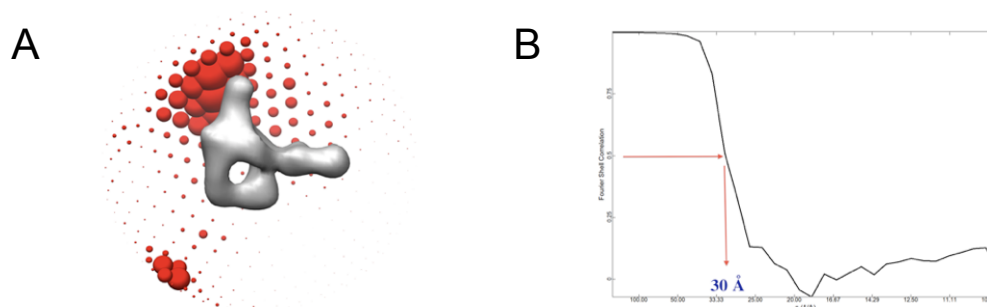 A
B
0.75
0.5
0.25
0
Fourier Shell Correlation
30 Å
100.00 50.00 33.33 25.00 20.00 16.67 14.29 12.50 11.11